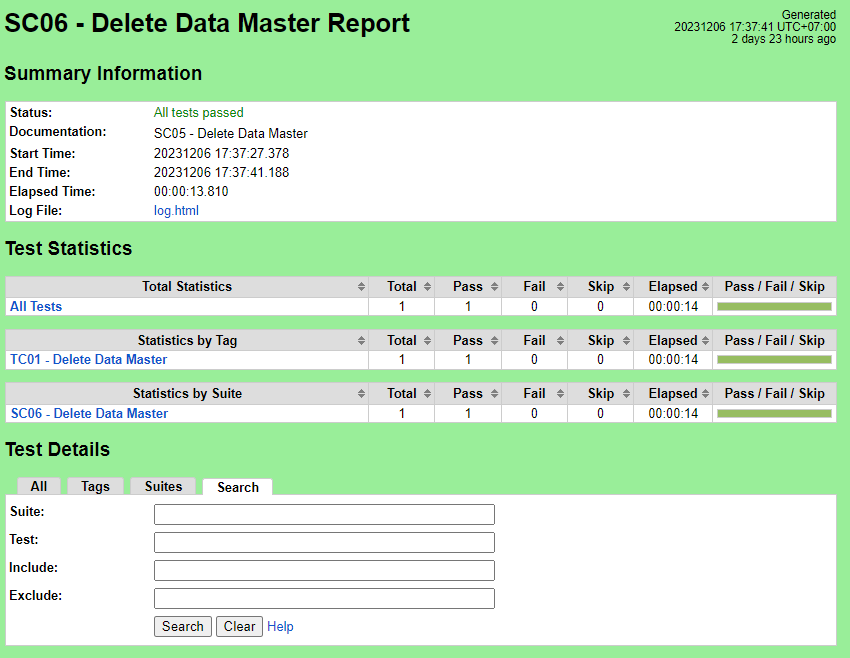 SC06 - Delete Data Master Report
Generated
20231206 17:37:41 UTC+07:00
2 days 23 hours ago
Summary Information
Status: All tests passed
Documentation: SC05 - Delete Data Master
Start Time: 20231206 17:37:27.378
End Time: 20231206 17:37:41.188
Elapsed Time: 00:00:13.810
Log File: log.html
Test Statistics
Total Statistics Total Pass Fail Skip Elapsed Pass / Fail / Skip
All Tests 1 1 0 0 00:00:14
Statistics by Tag Total Pass Fail Skip Elapsed Pass / Fail / Skip
TC01 - Delete Data Master 1 1 0 0 00:00:14
Statistics by Suite Total Pass Fail Skip Elapsed Pass / Fail / Skip
SC06 - Delete Data Master 1 1 0 0 00:00:14
Test Details
All Tags Suites Search
Suite:
Test:
Include:
Exclude:
Search Clear Help